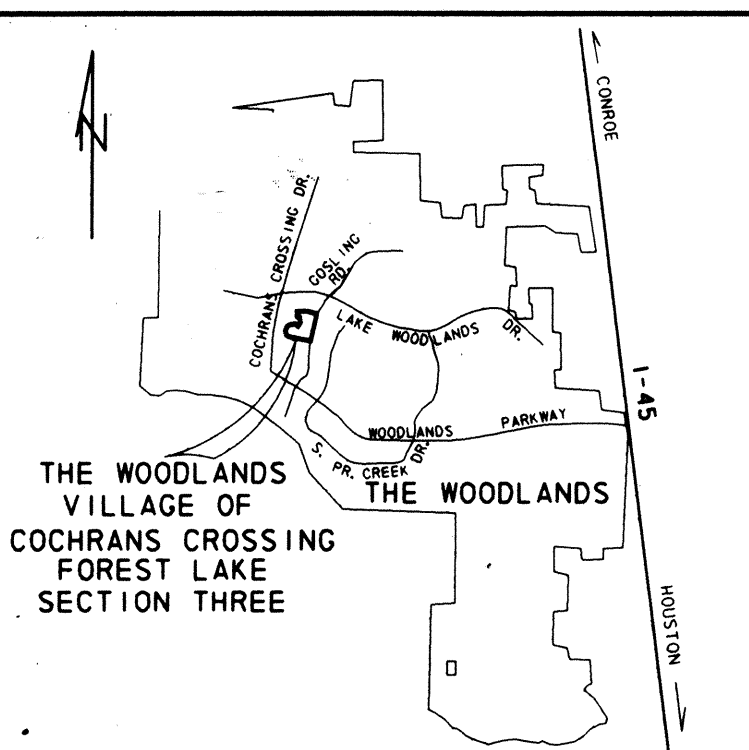 N
CONROE
COCHRANS CROSSING DR.
GOSLING
RD.
LAKE WOODLANDS DR.
I-45
WOODLANDS PARKWAY
S. PR. CREEK DR.
THE WOODLANDS
VILLAGE OF
COCHRANS CROSSING
FOREST LAKE
SECTION THREE
THE WOODLANDS
HOUSTON